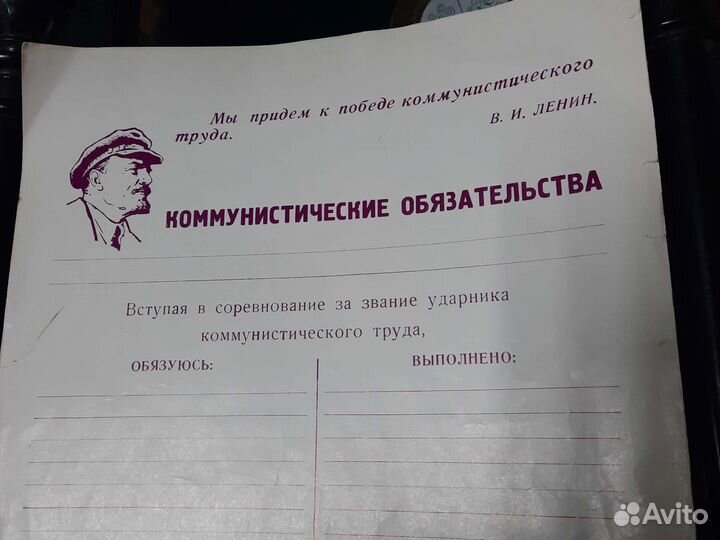 Мы придем к победе коммунистического
труда.
В. И. ЛЕНИН.
КОММУНИСТИЧЕСКИЕ ОБЯЗАТЕЛЬСТВА
Вступая в соревнование за звание ударника
коммунистического труда,
ОБЯЗУЮСЬ:
ВЫПОЛНЕНО:
Avito